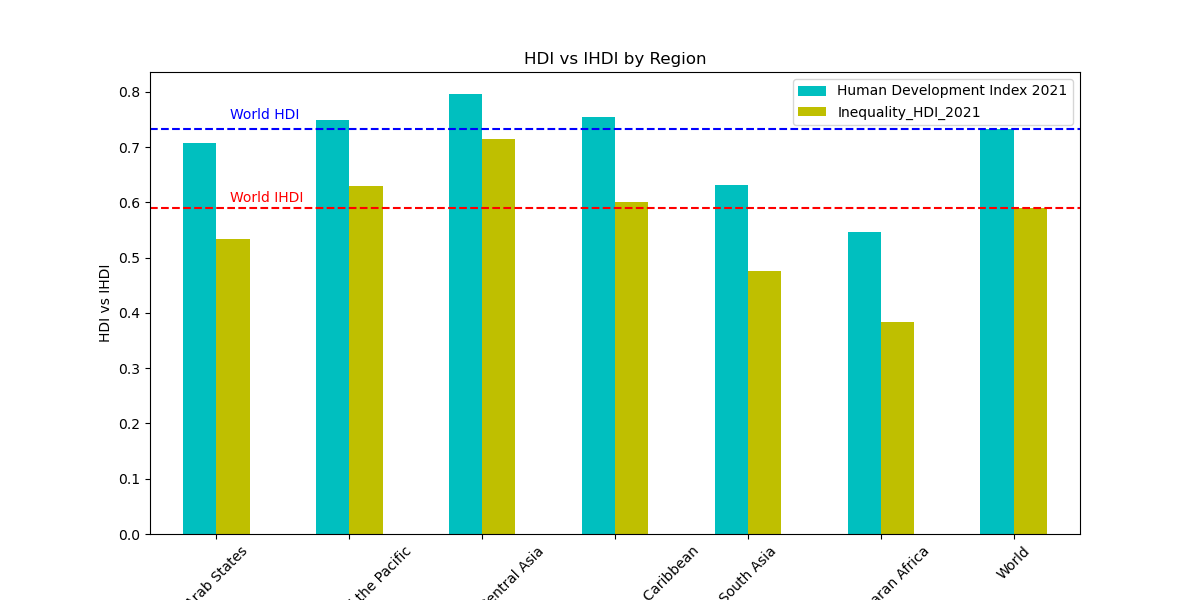 HDI vs IHDI by Region
Human Development Index 2021
Inequality_HDI_2021
World HDI
World IHDI
HDI vs IHDI
0.8
0.7
0.6
0.5
0.4
0.3
0.2
0.1
0.0
Arab States
the Pacific
Central Asia
Caribbean
South Asia
Africa
World